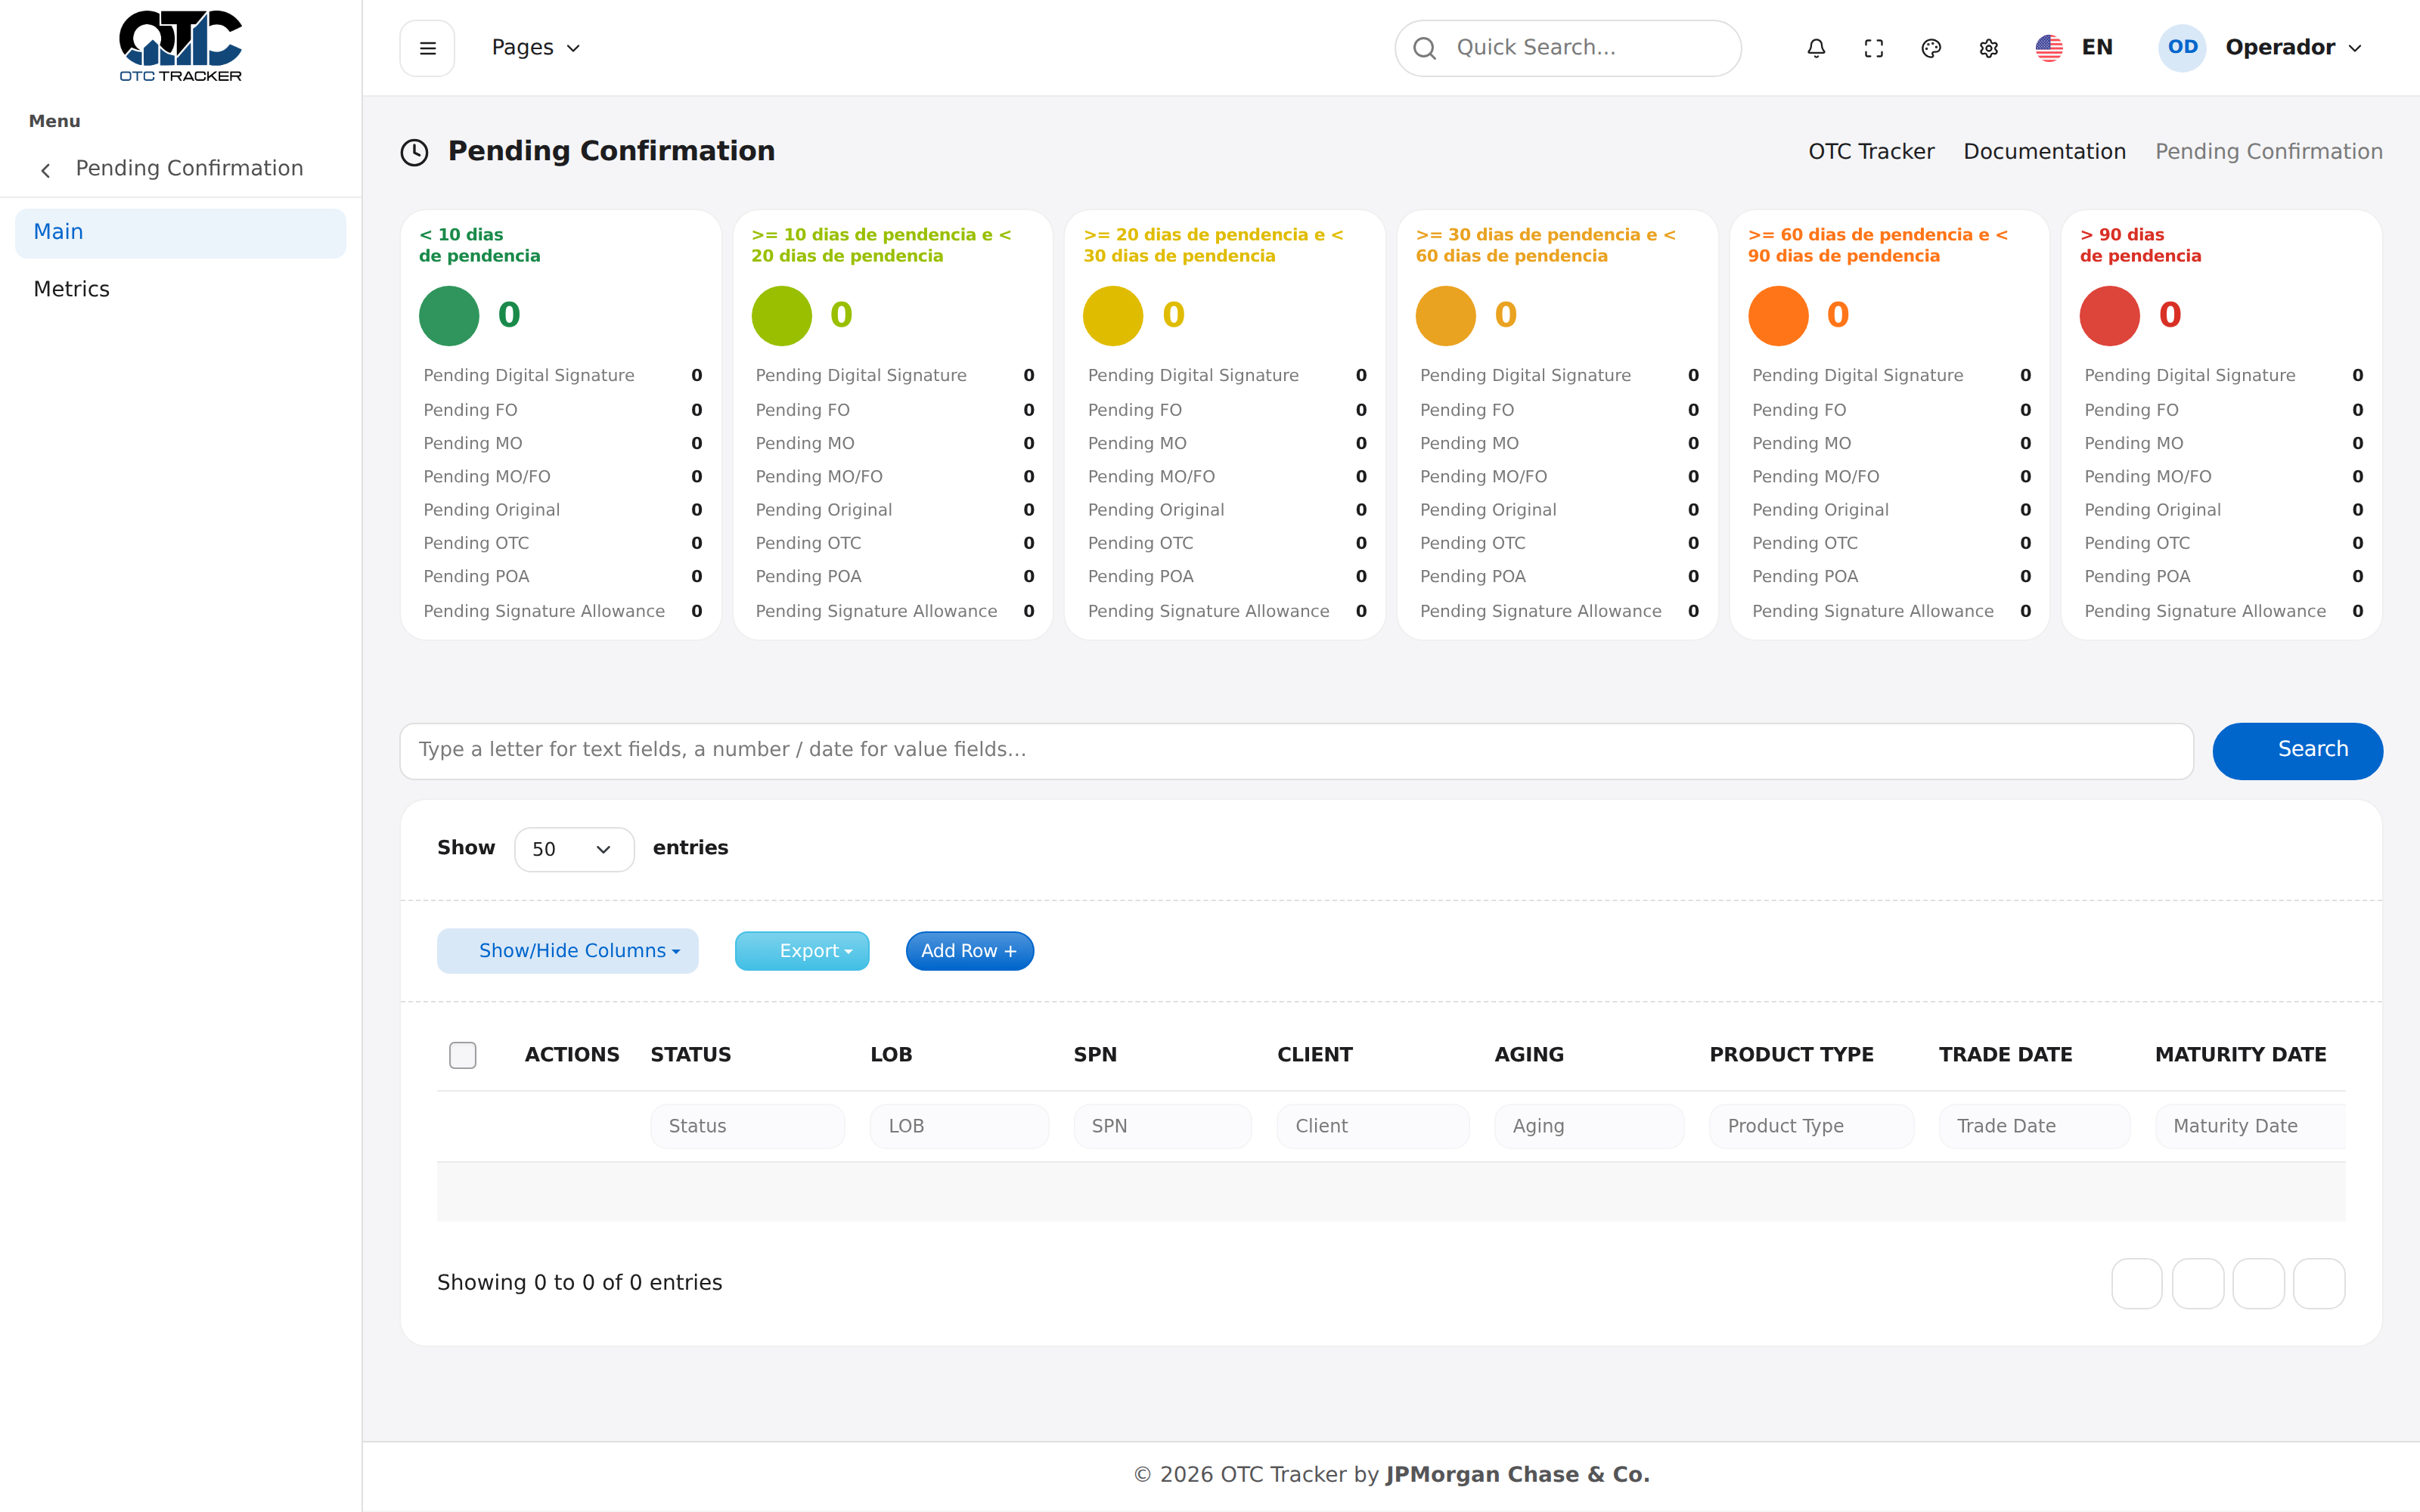 OTC TRACKER
Menu
Pending Confirmation
Main
Metrics
Pages
Quick Search...
EN
OD
Operador
Pending Confirmation
OTC Tracker
Documentation
Pending Confirmation
< 10 dias
de pendencia
0
Pending Digital Signature 0
Pending FO 0
Pending MO 0
Pending MO/FO 0
Pending Original 0
Pending OTC 0
Pending POA 0
Pending Signature Allowance 0
>= 10 dias de pendencia e <
20 dias de pendencia
0
Pending Digital Signature 0
Pending FO 0
Pending MO 0
Pending MO/FO 0
Pending Original 0
Pending OTC 0
Pending POA 0
Pending Signature Allowance 0
>= 20 dias de pendencia e <
30 dias de pendencia
0
Pending Digital Signature 0
Pending FO 0
Pending MO 0
Pending MO/FO 0
Pending Original 0
Pending OTC 0
Pending POA 0
Pending Signature Allowance 0
>= 30 dias de pendencia e <
60 dias de pendencia
0
Pending Digital Signature 0
Pending FO 0
Pending MO 0
Pending MO/FO 0
Pending Original 0
Pending OTC 0
Pending POA 0
Pending Signature Allowance 0
>= 60 dias de pendencia e <
90 dias de pendencia
0
Pending Digital Signature 0
Pending FO 0
Pending MO 0
Pending MO/FO 0
Pending Original 0
Pending OTC 0
Pending POA 0
Pending Signature Allowance 0
> 90 dias
de pendencia
0
Pending Digital Signature 0
Pending FO 0
Pending MO 0
Pending MO/FO 0
Pending Original 0
Pending OTC 0
Pending POA 0
Pending Signature Allowance 0
Type a letter for text fields, a number / date for value fields...
Search
Show 50 entries
Show/Hide Columns
Export
Add Row +
ACTIONS STATUS LOB SPN CLIENT AGING PRODUCT TYPE TRADE DATE MATURITY DATE
Status LOB SPN Client Aging Product Type Trade Date Maturity Date
Showing 0 to 0 of 0 entries
© 2026 OTC Tracker by JPMorgan Chase & Co.